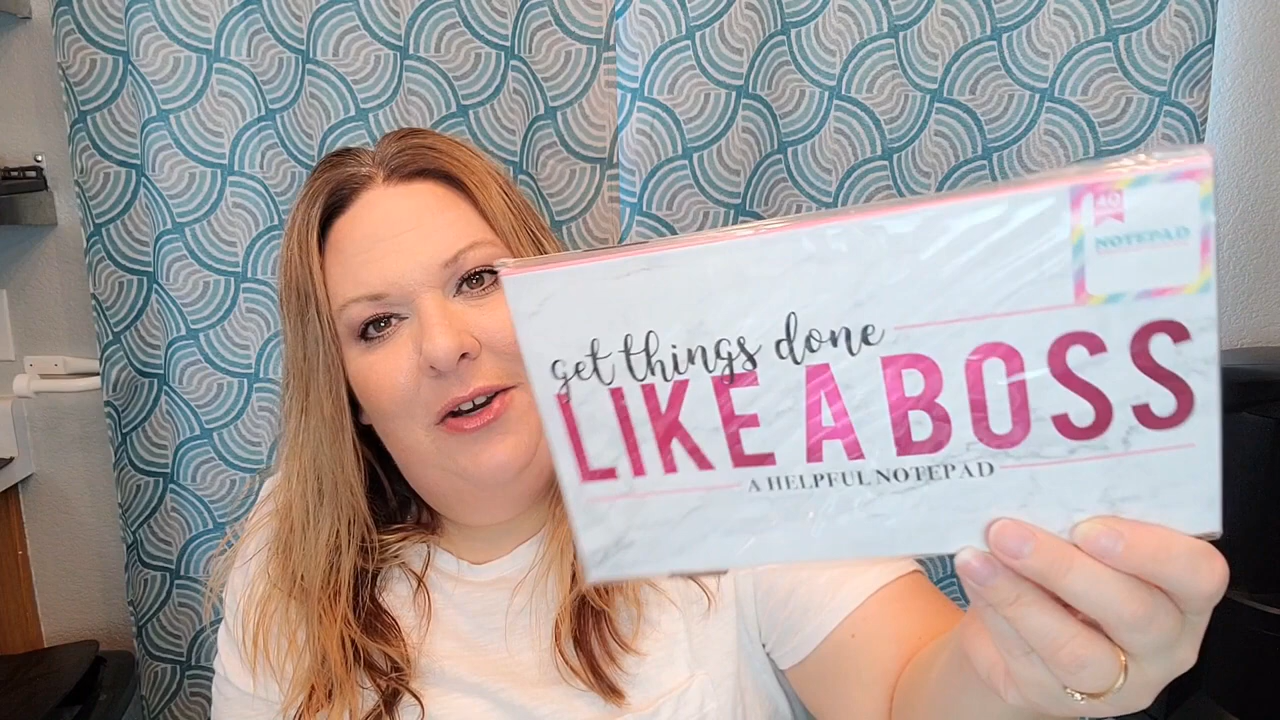 40
NOTEPAD
get things done
LIKE A BOSS
A HELPFUL NOTEPAD